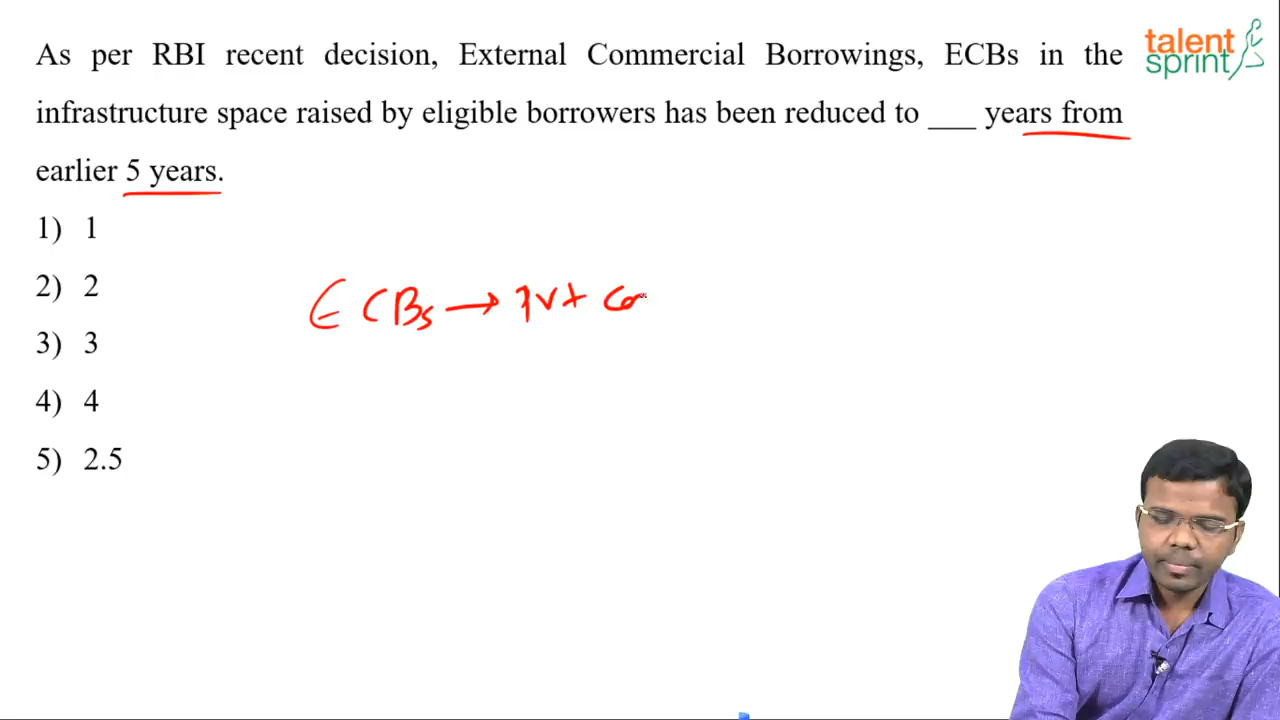 As per RBI recent decision, External Commercial Borrowings, ECBs in the
infrastructure space raised by eligible borrowers has been reduced to ___ years from
earlier 5 years.
1) 1
2) 2
3) 3
4) 4
5) 2.5
ECBs → Pvt Co
talent
sprint